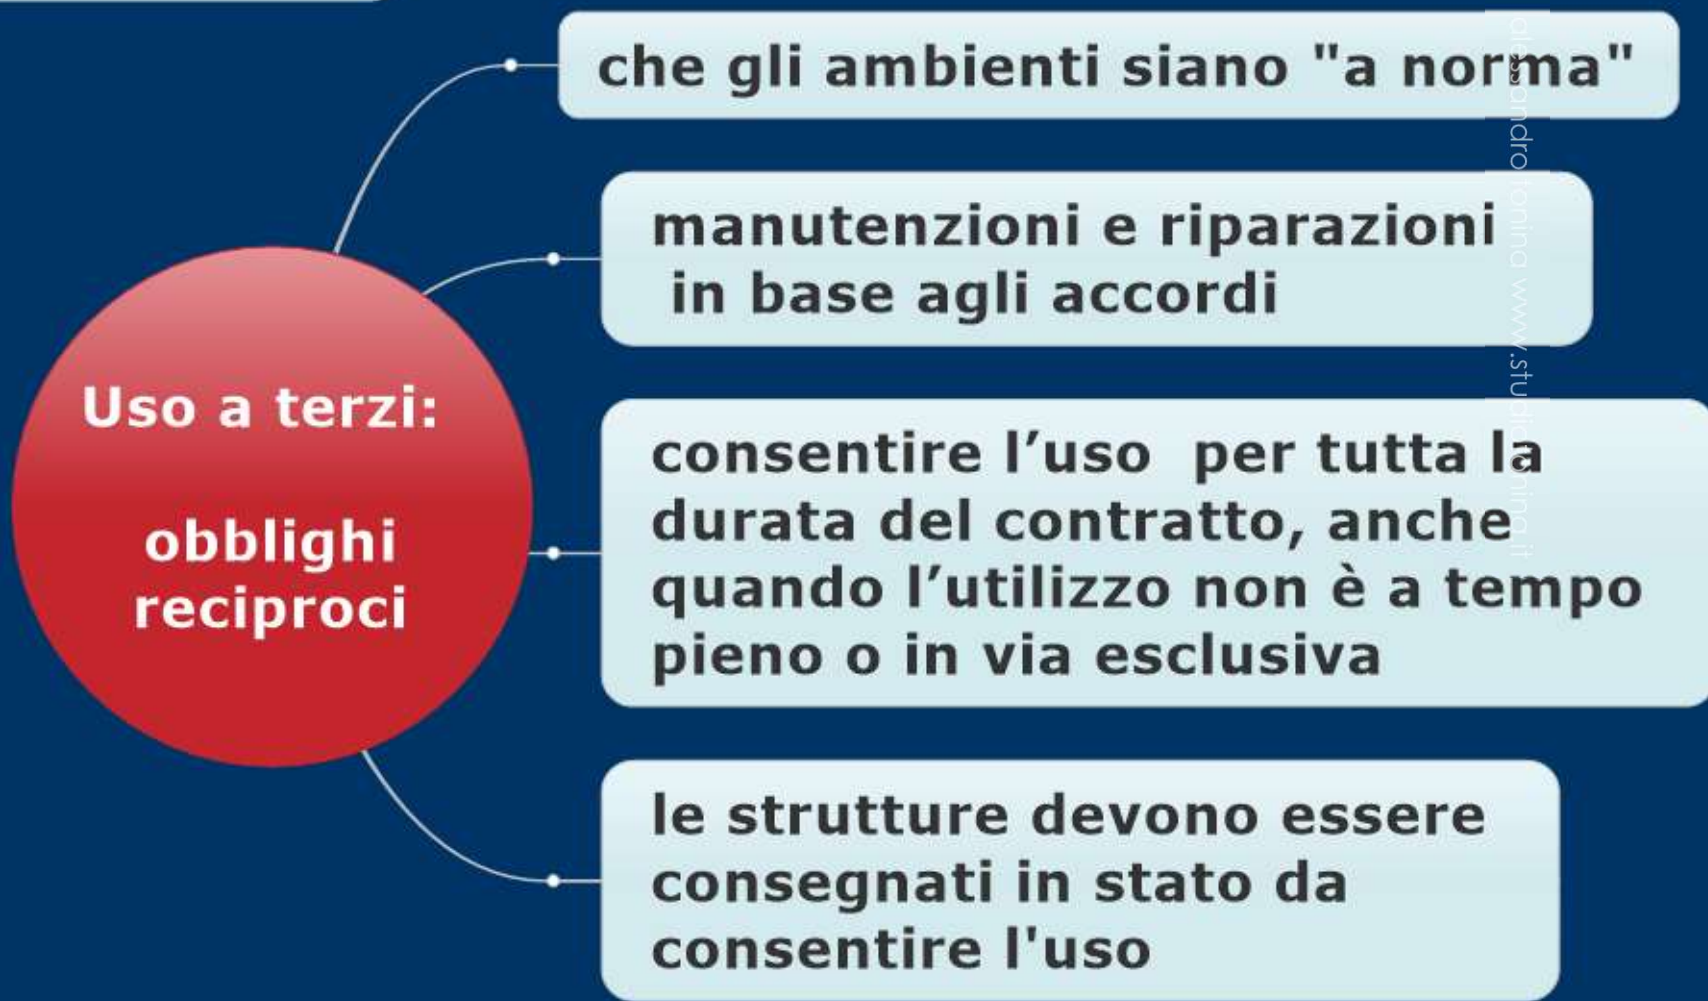 che gli ambienti siano "a norma"
manutenzioni e riparazioni
in base agli accordi
Uso a terzi:
obblighi
reciproci
consentire l’uso per tutta la
durata del contratto, anche
quando l’utilizzo non è a tempo
pieno o in via esclusiva
le strutture devono essere
consegnati in stato da
consentire l'uso